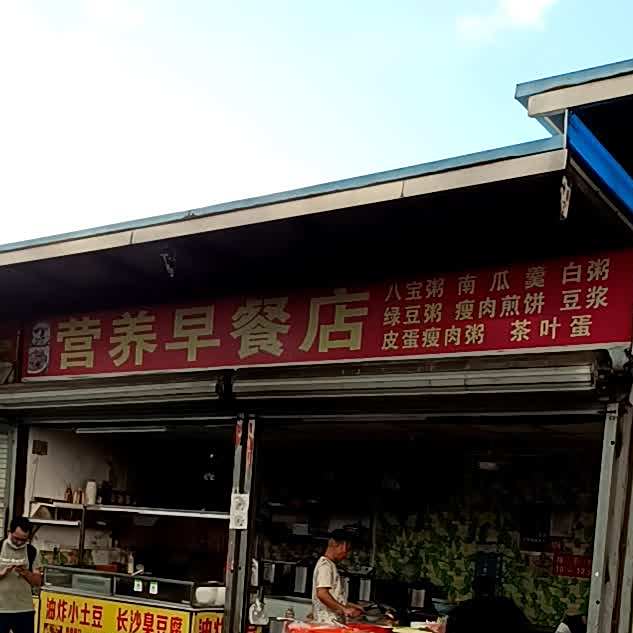 营养早餐店
八宝粥 南瓜羹 白粥
绿豆粥 瘦肉煎饼 豆浆
皮蛋瘦肉粥 茶叶蛋
油炸小土豆 长沙臭豆腐 油炸